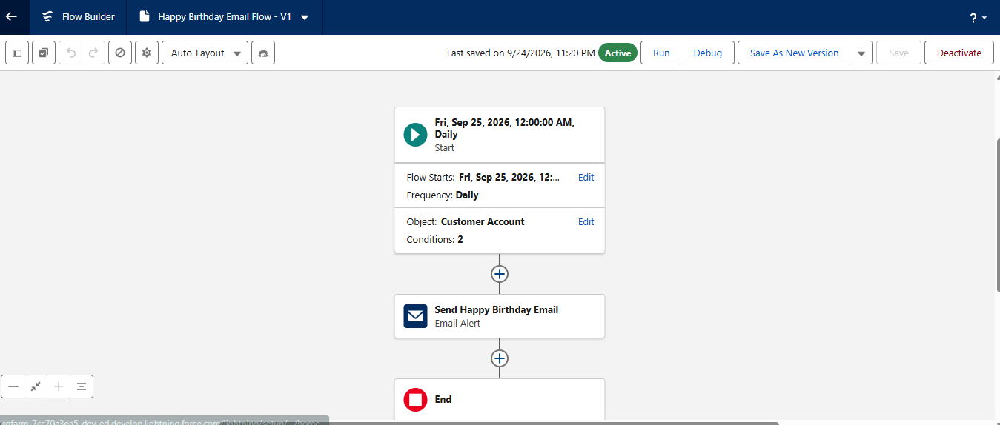 Flow Builder
Happy Birthday Email Flow - V1
?
Auto-Layout
Last saved on 9/24/2026, 11:20 PM
Active
Run
Debug
Save As New Version
Save
Deactivate
Fri, Sep 25, 2026, 12:00:00 AM,
Daily
Start
Flow Starts: Fri, Sep 25, 2026, 12:... Edit
Frequency: Daily
Object: Customer Account Edit
Conditions: 2
Send Happy Birthday Email
Email Alert
End